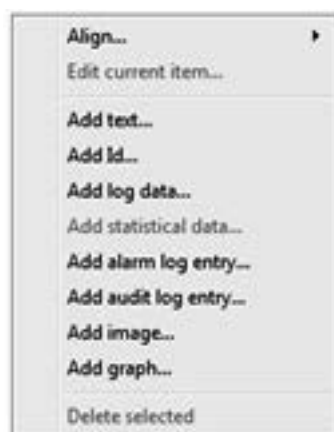 Align...
Edit current item...
Add text...
Add Id...
Add log data...
Add statistical data...
Add alarm log entry...
Add audit log entry...
Add image...
Add graph...
Delete selected